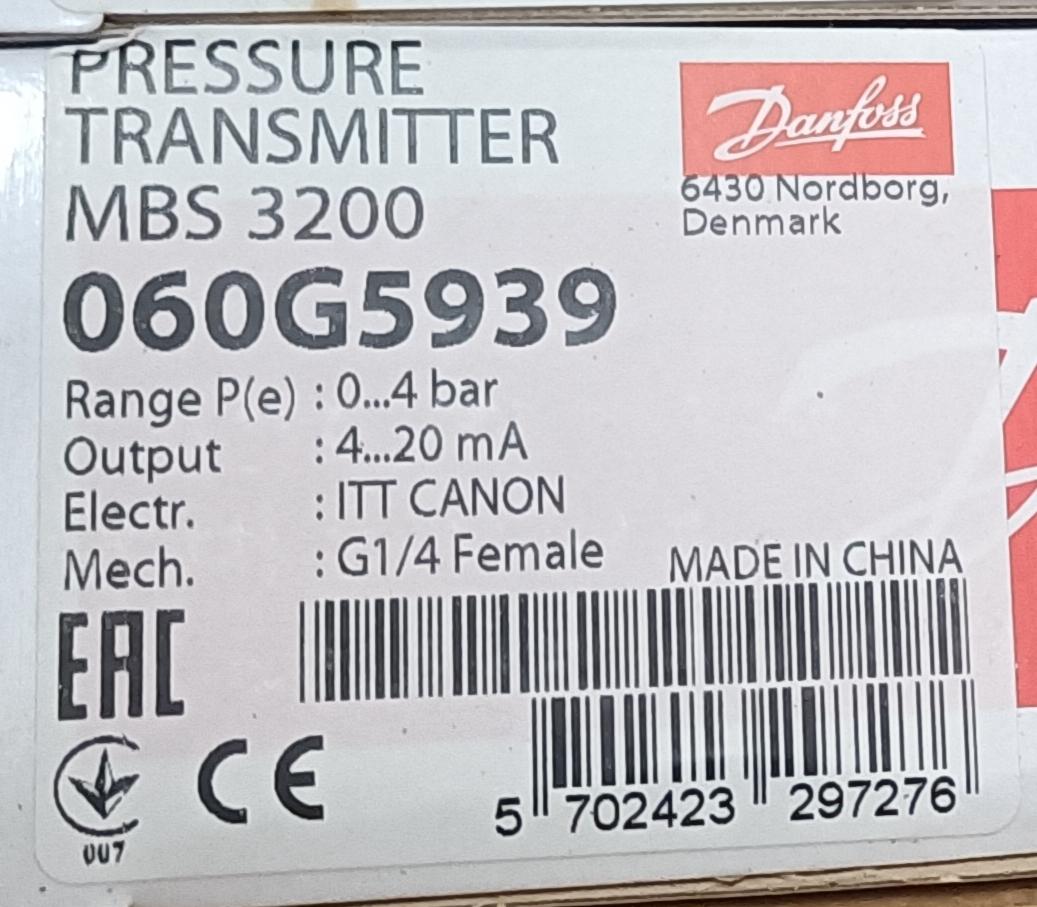 PRESSURE
TRANSMITTER
MBS 3200
Danfoss
6430 Nordborg,
Denmark
060G5939
Range P(e) : 0...4 bar
Output : 4...20 mA
Electr. : ITT CANON
Mech. : G1/4 Female
MADE IN CHINA
EAC
CE
007
5 702423 297276